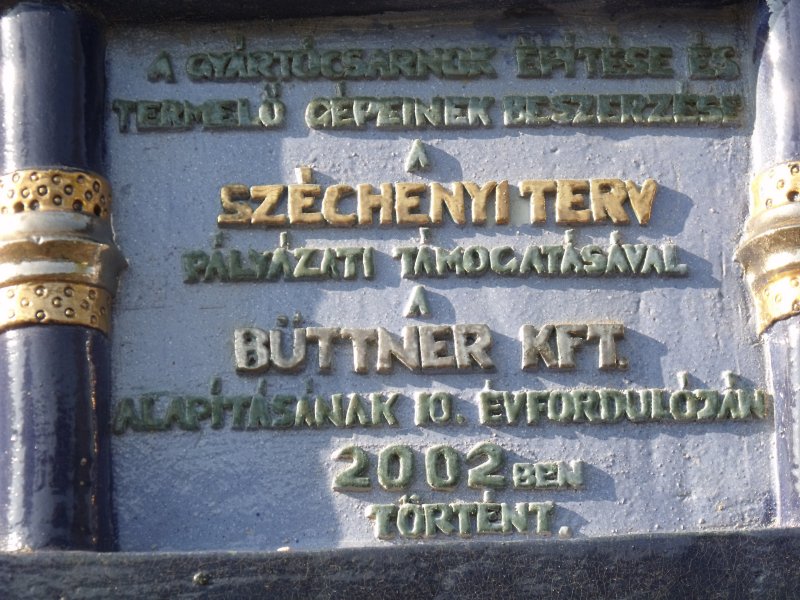 A GYÁRTÓCSARNOK ÉPÍTÉSE ÉS
TERMELŐ GÉPEINEK BESZERZÉSE
A
SZÉCHENYI TERV
PÁLYÁZATI TÁMOGATÁSÁVAL
A
BÜTTNER KFT.
ALAPÍTÁSÁNAK 10. ÉVFORDULÓJÁN
2002BEN
TÖRTÉNT.